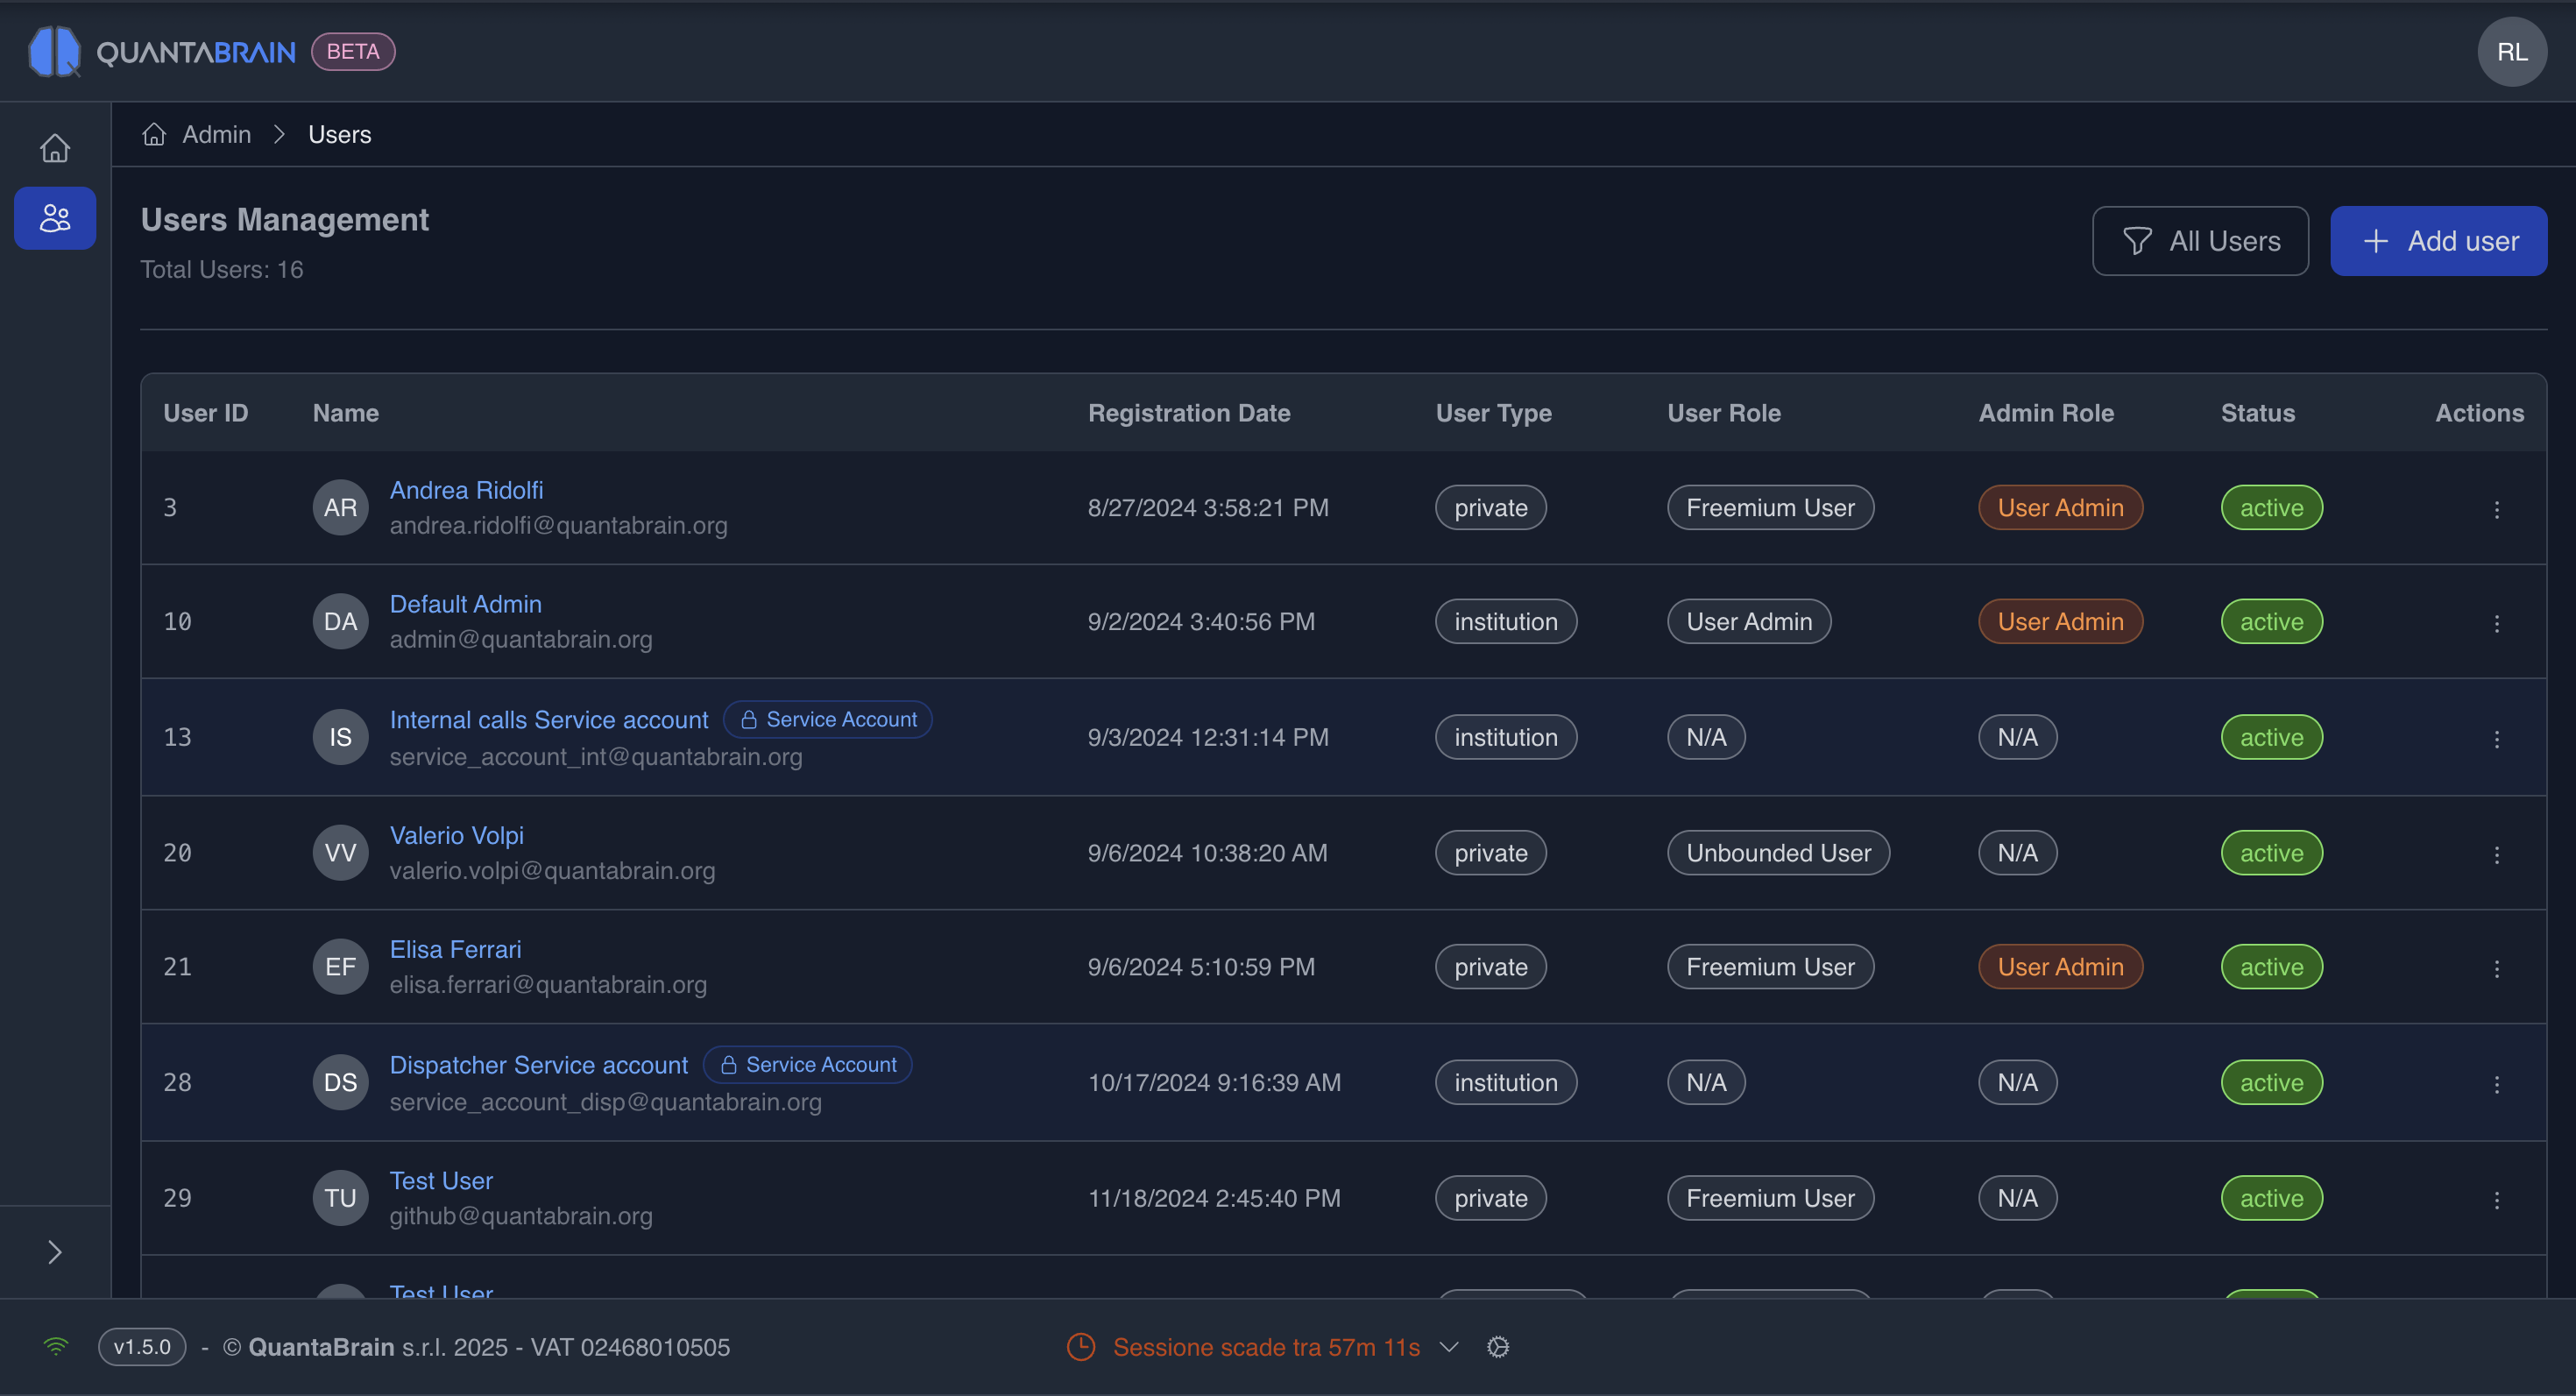 QUANTABRAIN BETA RL
Admin > Users
Users Management
Total Users: 16
All Users
Add user
User ID Name Registration Date User Type User Role Admin Role Status Actions
3 AR Andrea Ridolfi 8/27/2024 3:58:21 PM private Freemium User User Admin active
andrea.ridolfi@quantabrain.org
10 DA Default Admin 9/2/2024 3:40:56 PM institution User Admin User Admin active
admin@quantabrain.org
13 IS Internal calls Service account Service Account 9/3/2024 12:31:14 PM institution N/A N/A active
service_account_int@quantabrain.org
20 VV Valerio Volpi 9/6/2024 10:38:20 AM private Unbounded User N/A active
valerio.volpi@quantabrain.org
21 EF Elisa Ferrari 9/6/2024 5:10:59 PM private Freemium User User Admin active
elisa.ferrari@quantabrain.org
28 DS Dispatcher Service account Service Account 10/17/2024 9:16:39 AM institution N/A N/A active
service_account_disp@quantabrain.org
29 TU Test User 11/18/2024 2:45:40 PM private Freemium User N/A active
github@quantabrain.org
Test User
v1.5.0 - © QuantaBrain s.r.l. 2025 - VAT 02468010505
Sessione scade tra 57m 11s